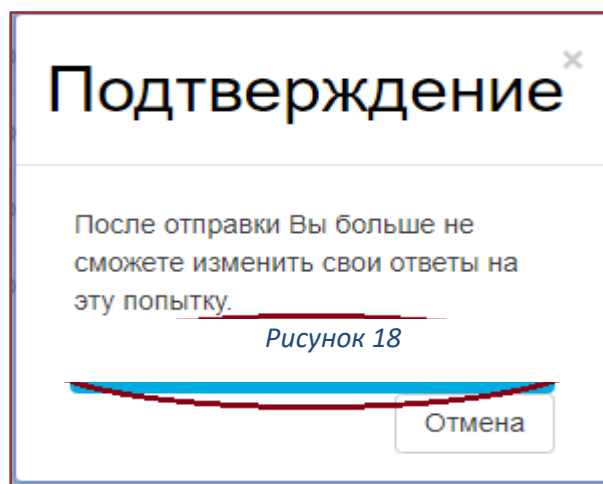 Подтверждение
×
После отправки Вы больше не
сможете изменить свои ответы на
эту попытку.
Рисунок 18
Отмена